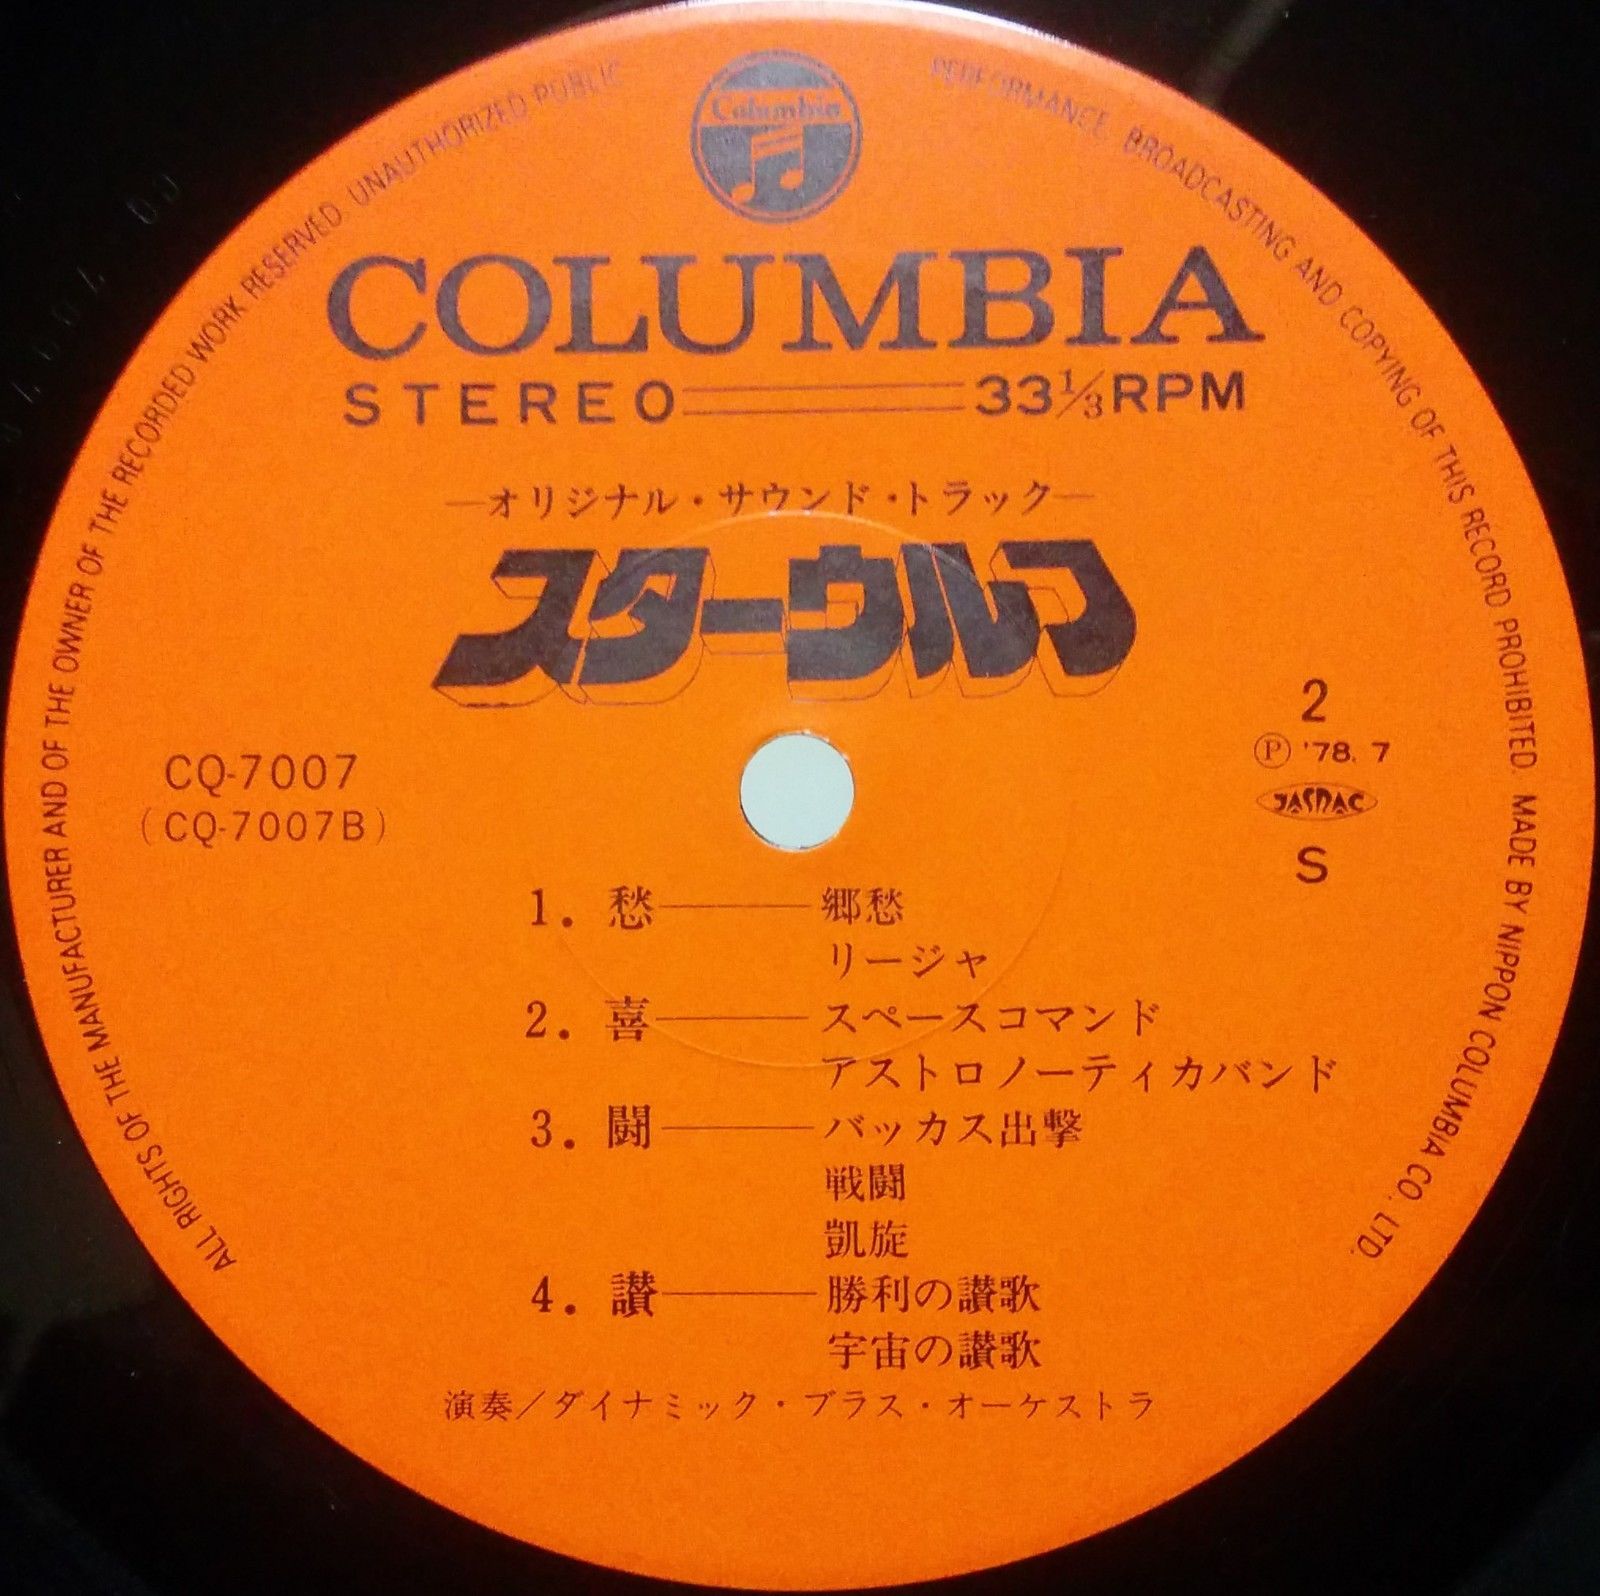 ALL RIGHTS OF THE MANUFACTURER AND OF THE OWNER OF THE RECORDED WORK RESERVED. UNAUTHORIZED PUBLIC PERFORMANCE, BROADCASTING AND COPYING OF THIS RECORD PROHIBITED. MADE BY NIPPON COLUMBIA CO., LTD.
Columbia
COLUMBIA
STEREO 33 1/3 RPM
—オリジナル・サウンド・トラック—
スターウルフ
2
Ⓟ '78. 7
JASRAC
S
CQ-7007
(CQ-7007B)
1. 愁——郷愁
リージャ
2. 喜——スペースコマンド
アストロノーティカバンド
3. 闘——バッカス出撃
戦闘
凱旋
4. 讃——勝利の讃歌
宇宙の讃歌
演奏/ダイナミック・ブラス・オーケストラ